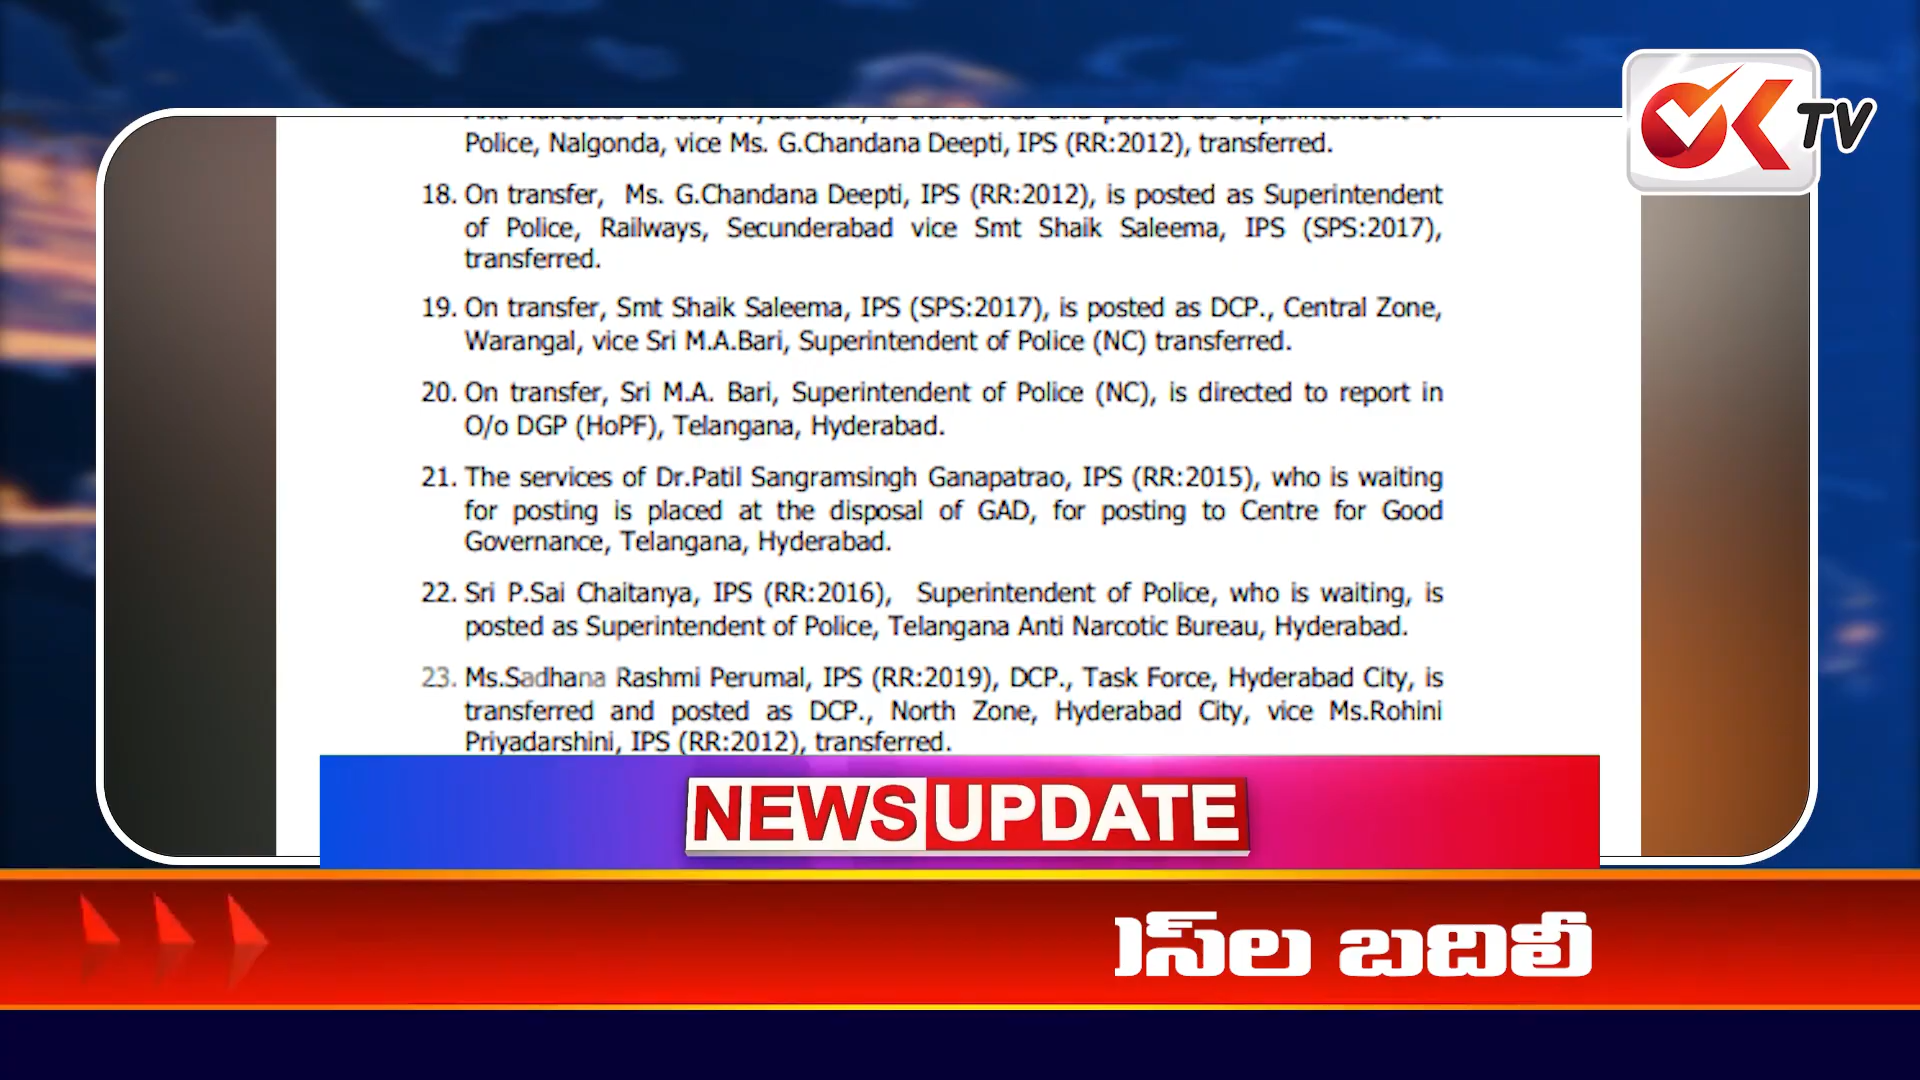 OK TV
Police, Nalgonda, vice Ms. G.Chandana Deepti, IPS (RR:2012), transferred.
18. On transfer, Ms. G.Chandana Deepti, IPS (RR:2012), is posted as Superintendent
of Police, Railways, Secunderabad vice Smt Shaik Saleema, IPS (SPS:2017),
transferred.
19. On transfer, Smt Shaik Saleema, IPS (SPS:2017), is posted as DCP., Central Zone,
Warangal, vice Sri M.A.Bari, Superintendent of Police (NC) transferred.
20. On transfer, Sri M.A. Bari, Superintendent of Police (NC), is directed to report in
O/o DGP (HoPF), Telangana, Hyderabad.
21. The services of Dr.Patil Sangramsingh Ganapatrao, IPS (RR:2015), who is waiting
for posting is placed at the disposal of GAD, for posting to Centre for Good
Governance, Telangana, Hyderabad.
22. Sri P.Sai Chaitanya, IPS (RR:2016), Superintendent of Police, who is waiting, is
posted as Superintendent of Police, Telangana Anti Narcotic Bureau, Hyderabad.
23. Ms.Sadhana Rashmi Perumal, IPS (RR:2019), DCP., Task Force, Hyderabad City, is
transferred and posted as DCP., North Zone, Hyderabad City, vice Ms.Rohini
Priyadarshini, IPS (RR:2012), transferred.
NEWS UPDATE
బదిలీ